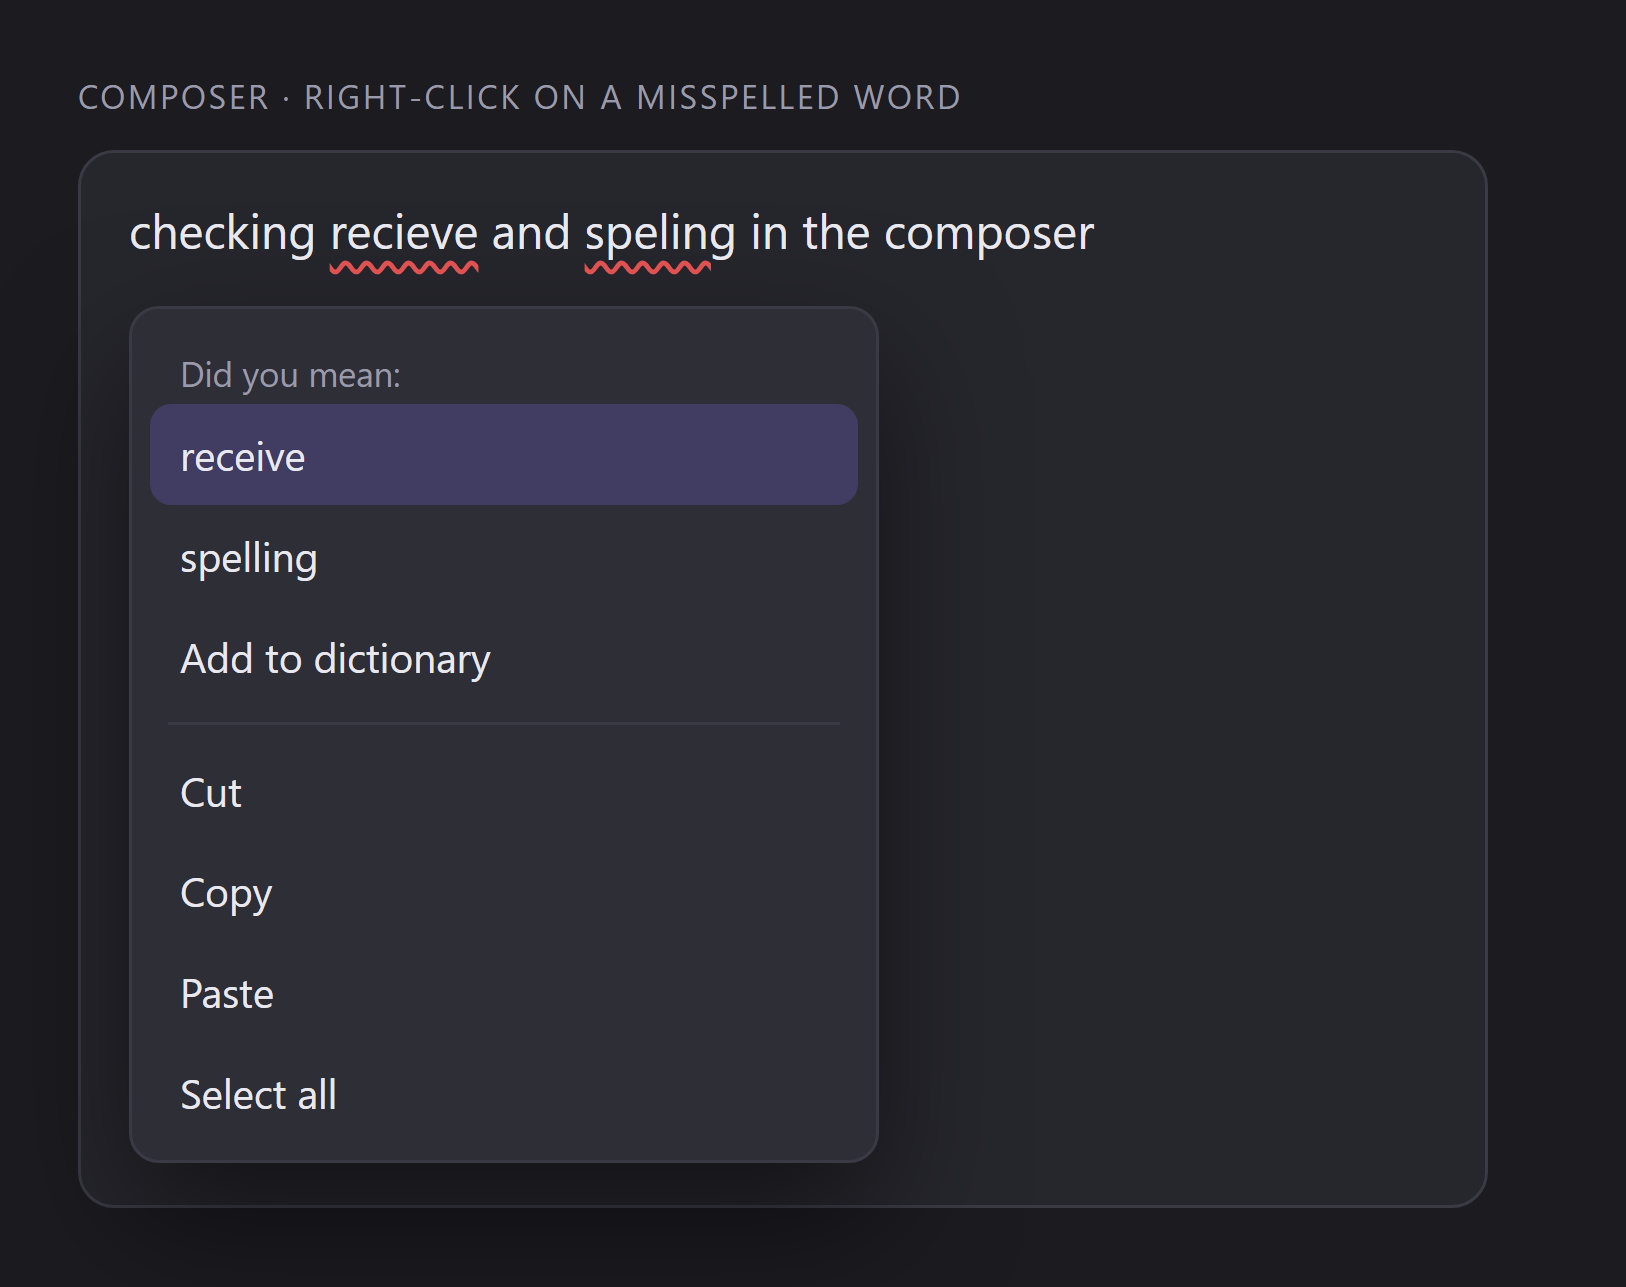 COMPOSER · RIGHT-CLICK ON A MISSPELLED WORD
checking recieve and speling in the composer
Did you mean:
receive
spelling
Add to dictionary
Cut
Copy
Paste
Select all